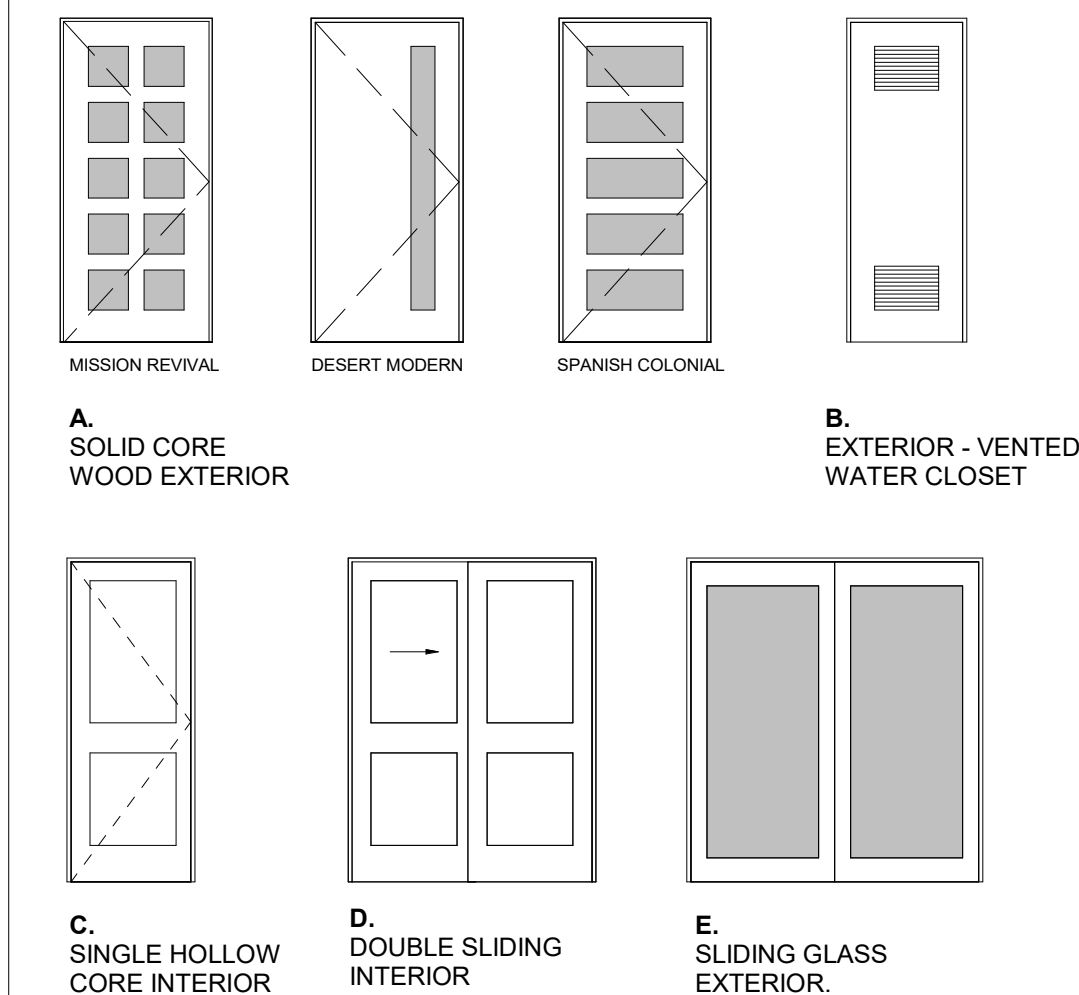 MISSION REVIVAL
DESERT MODERN
SPANISH COLONIAL
A.
SOLID CORE
WOOD EXTERIOR
B.
EXTERIOR - VENTED
WATER CLOSET
C.
SINGLE HOLLOW
CORE INTERIOR
D.
DOUBLE SLIDING
INTERIOR
E.
SLIDING GLASS
EXTERIOR.